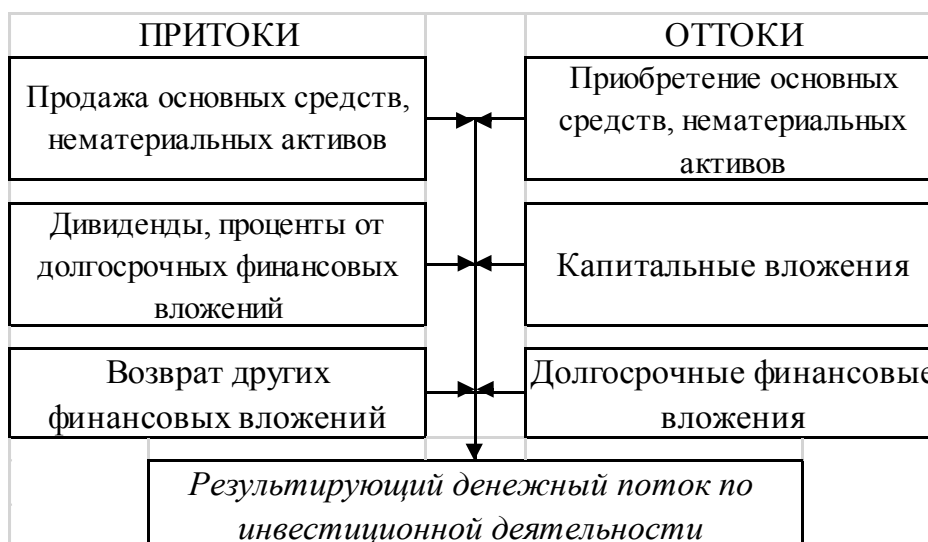 ПРИТОКИ
ОТТОКИ
Продажа основных средств,
нематериальных активов
Приобретение основных
средств, нематериальных
активов
Дивиденды, проценты от
долгосрочных финансовых
вложений
Капитальные вложения
Возврат других
финансовых вложений
Долгосрочные финансовые
вложения
Результирующий денежный поток по
инвестиционной деятельности